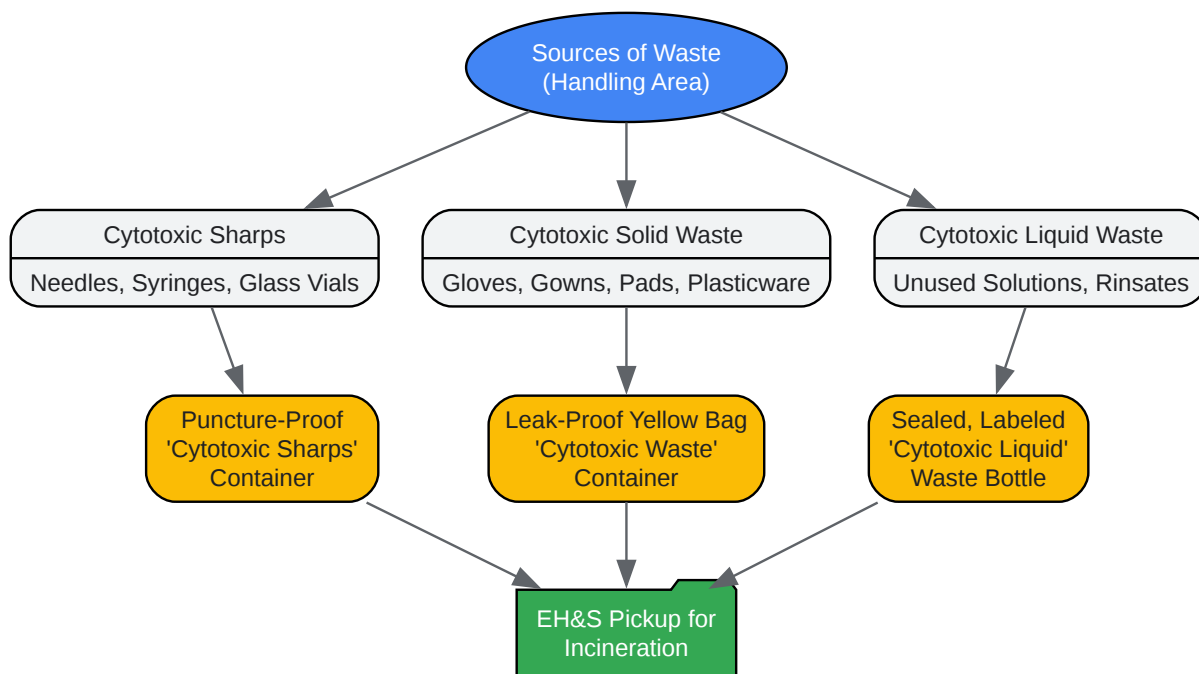 Sources of Waste
(Handling Area)
Cytotoxic Sharps
Needles, Syringes, Glass Vials
Cytotoxic Solid Waste
Gloves, Gowns, Pads, Plasticware
Cytotoxic Liquid Waste
Unused Solutions, Rinsates
Puncture-Proof
'Cytotoxic Sharps'
Container
Leak-Proof Yellow Bag
'Cytotoxic Waste'
Container
Sealed, Labeled
'Cytotoxic Liquid'
Waste Bottle
EH&S Pickup for
Incineration